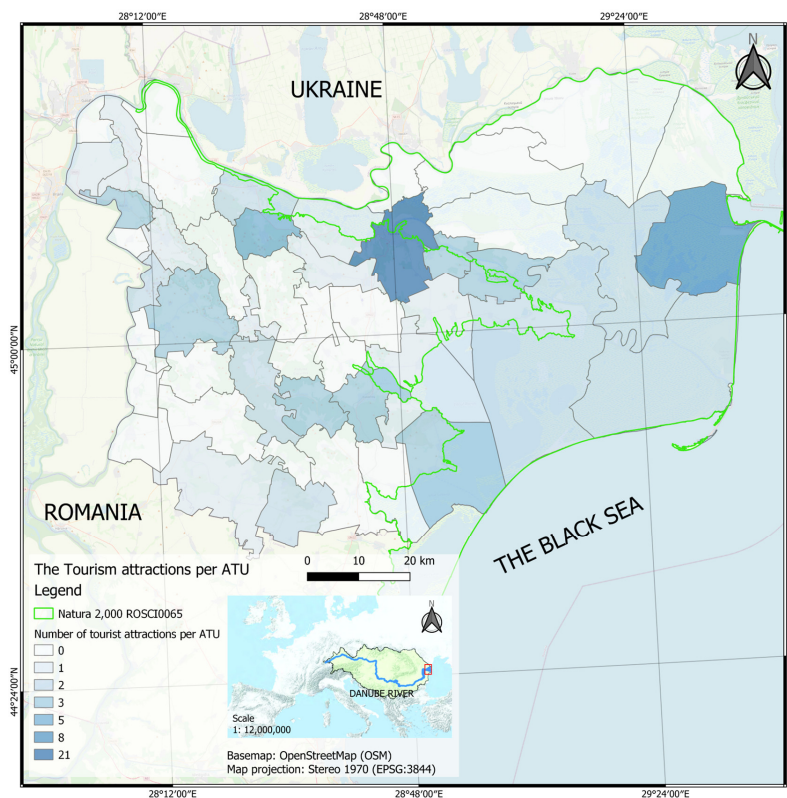 28°12'00"E
28°48'00"E
29°24'00"E
N
UKRAINE
45°00'00"N
ROMANIA
THE BLACK SEA
0 10 20 km
The Tourism attractions per ATU
Legend
Natura 2,000 ROSCI0065
Number of tourist attractions per ATU
0
1
2
3
5
8
21
N
DANUBE RIVER
Scale
1: 12,000,000
Basemap: OpenStreetMap (OSM)
Map projection: Stereo 1970 (EPSG:3844)
44°24'00"N
28°12'00"E
28°48'00"E
29°24'00"E